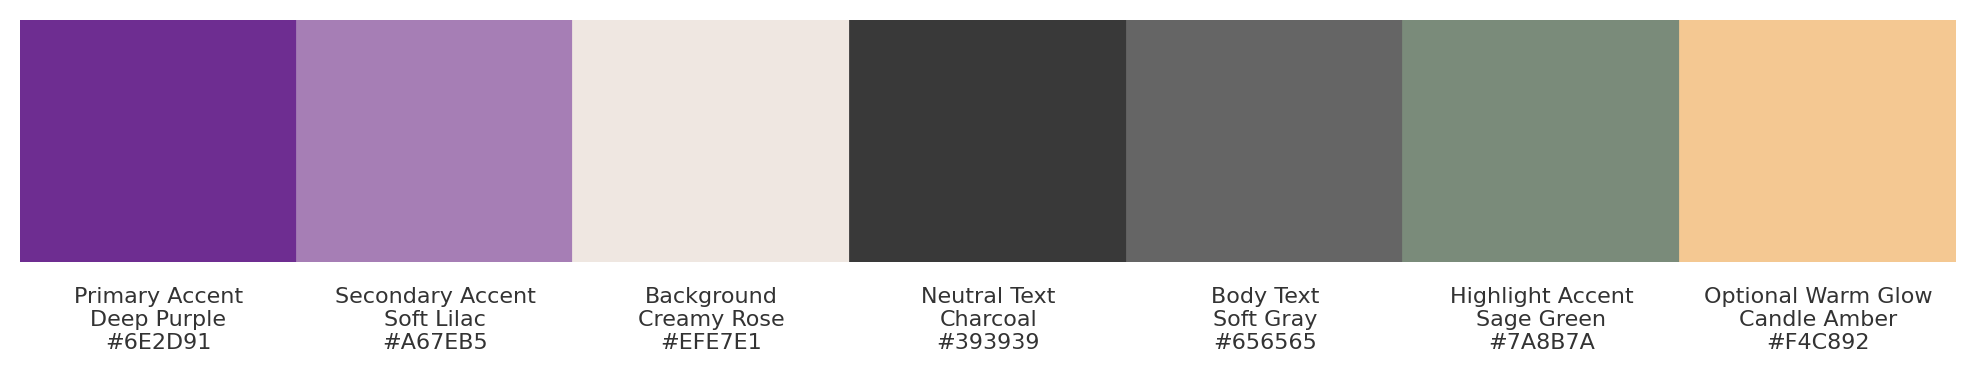 Primary Accent
Deep Purple
#6E2D91
Secondary Accent
Soft Lilac
#A67EB5
Background
Creamy Rose
#EFE7E1
Neutral Text
Charcoal
#393939
Body Text
Soft Gray
#656565
Highlight Accent
Sage Green
#7A8B7A
Optional Warm Glow
Candle Amber
#F4C892